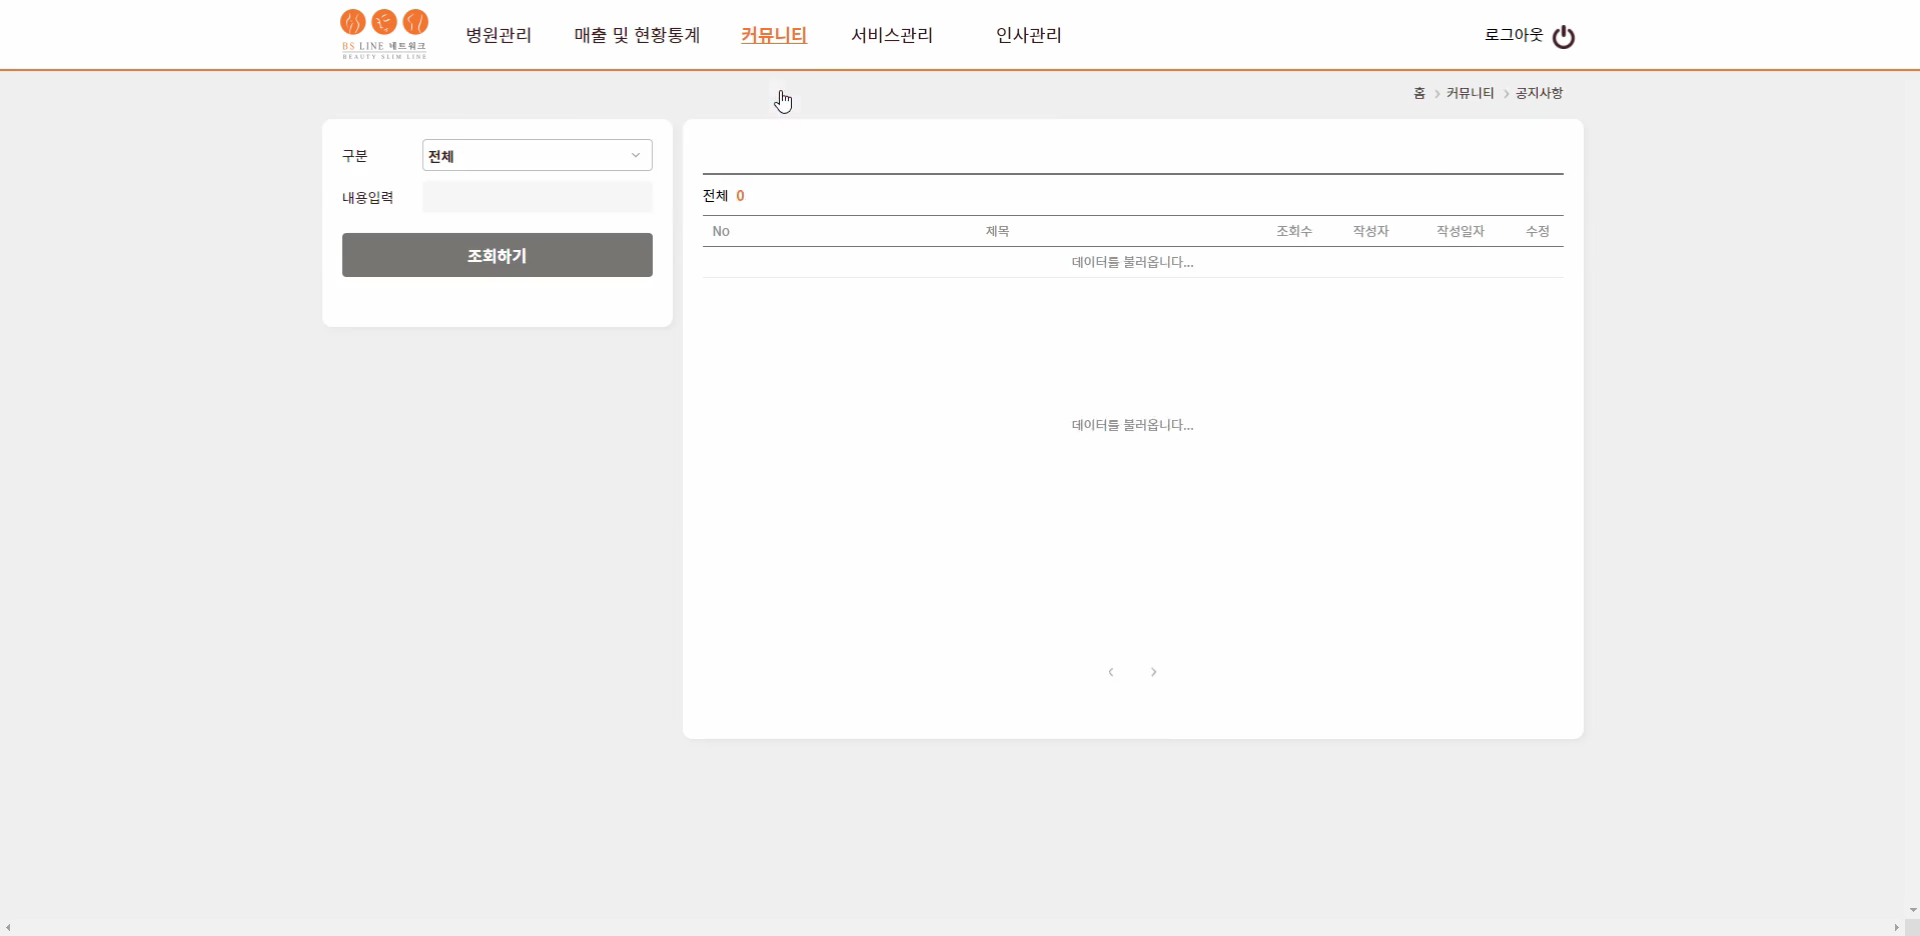 BS LINE 네트워크
BEAUTY SLIM LINE
병원관리
매출 및 현황통계
커뮤니티
서비스관리
인사관리
로그아웃
홈 > 커뮤니티 > 공지사항
구분
전체
내용입력
조회하기
전체 0
No 제목 조회수 작성자 작성일자 수정
데이터를 불러옵니다...
데이터를 불러옵니다...